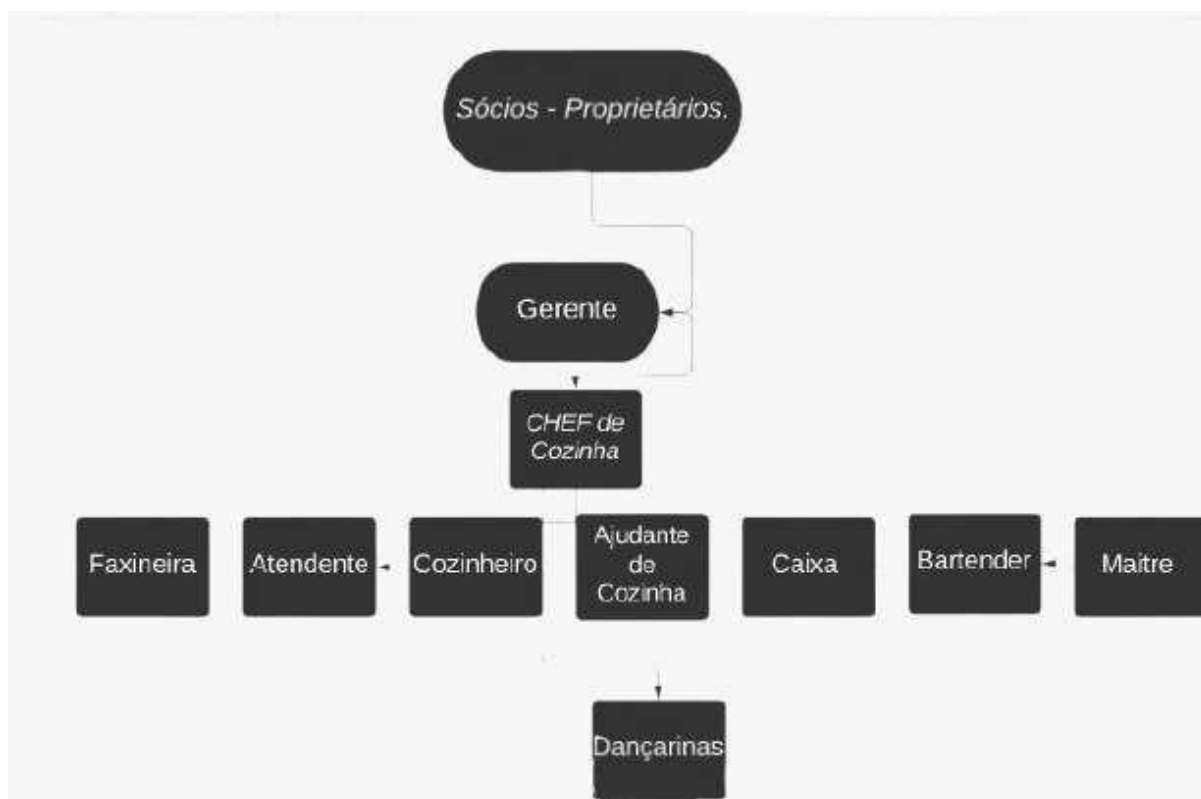 Sócios - Proprietários.
Gerente
CHEF de
Cozinha
Faxineira
Atendente
Cozinheiro
Ajudante
de
Cozinha
Caixa
Bartender
Maitre
Dançarinas